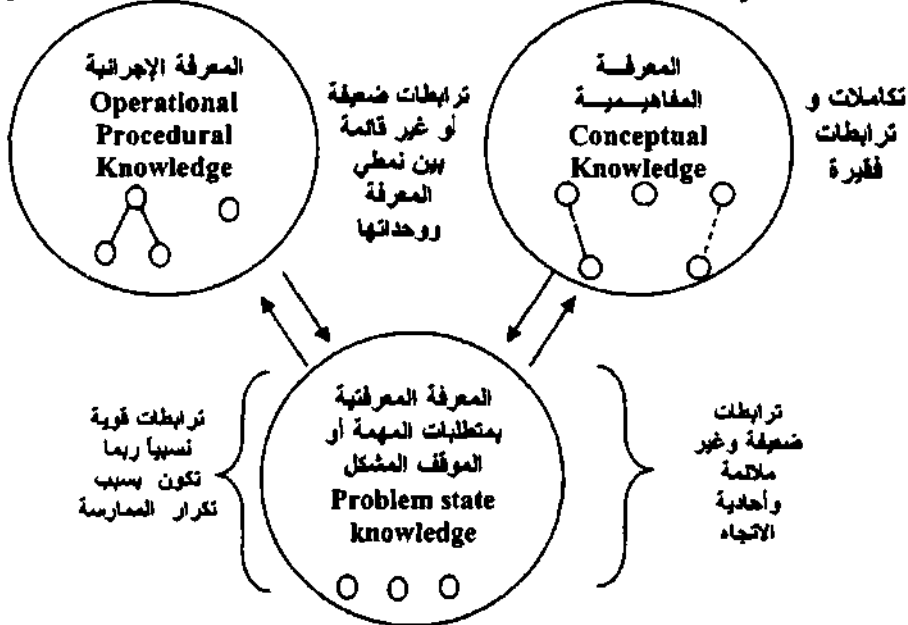 تكاملات و
ترابطات
فقيرة
المعرفــة
المفاهيــميــة
Conceptual
Knowledge
ترابطات ضعيفة
أو غير قائمة
بين نمطي
المعرفة
ووحداتها
المعرفة الإجرائية
Operational
Procedural
Knowledge
ترابطات
ضعيفة وغير
ملائمة
وأحادية
الاتجاه
المعرفة المعرفتية
بمتطلبات المهمة أو
الموقف المشكل
Problem state
knowledge
ترابطات قوية
نسبياً ربما
تكون بسبب
تكرار الممارسة